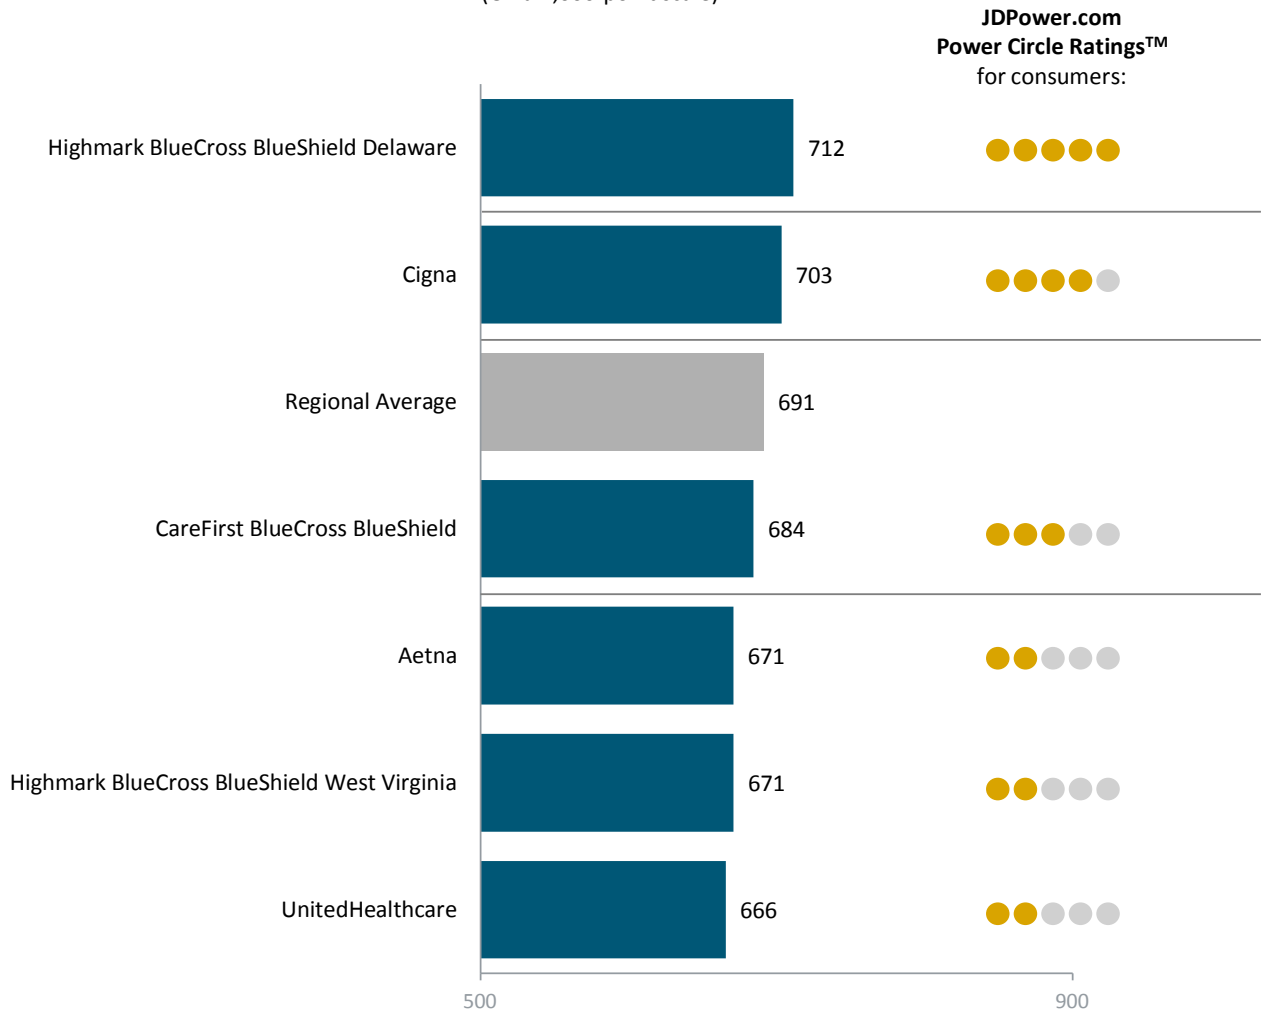 JDPower.com
Power Circle Ratings™
for consumers:
Highmark BlueCross BlueShield Delaware
712
Cigna
703
Regional Average
691
CareFirst BlueCross BlueShield
684
Aetna
671
Highmark BlueCross BlueShield West Virginia
671
UnitedHealthcare
666
500
900